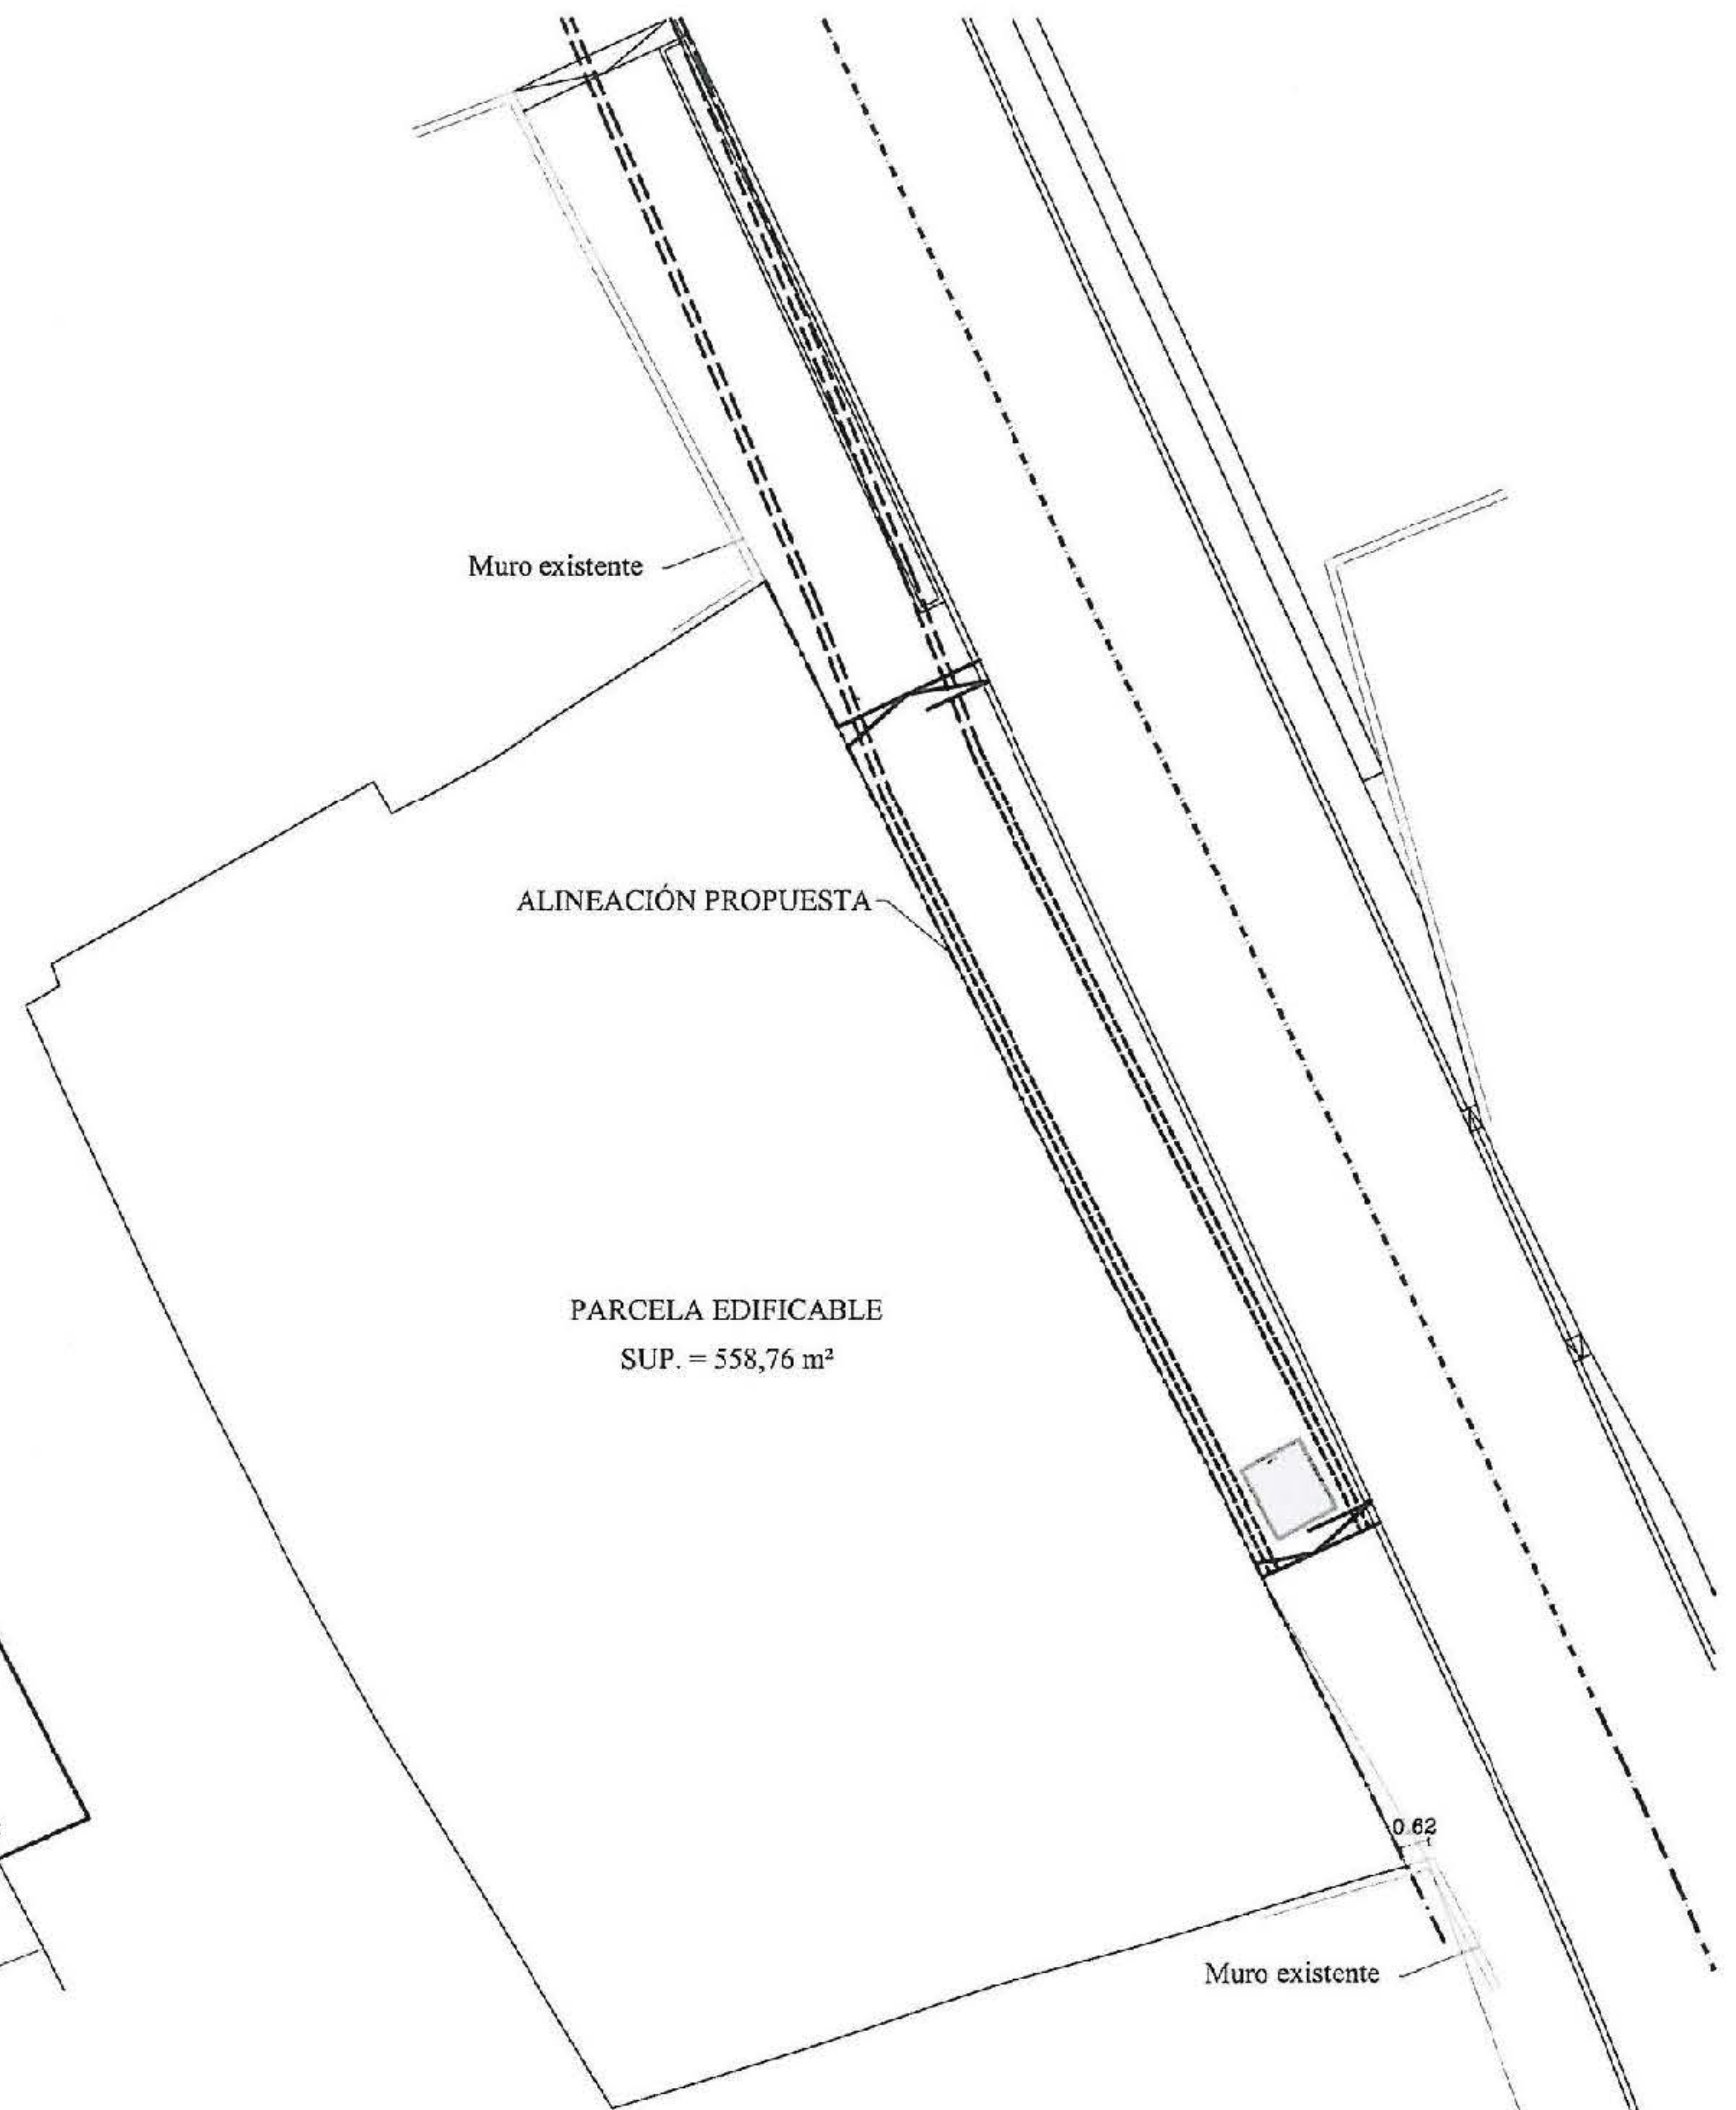 Muro existente
ALINEACIÓN PROPUESTA
PARCELA EDIFICABLE
SUP. = 558,76 m²
0.62
Muro existente